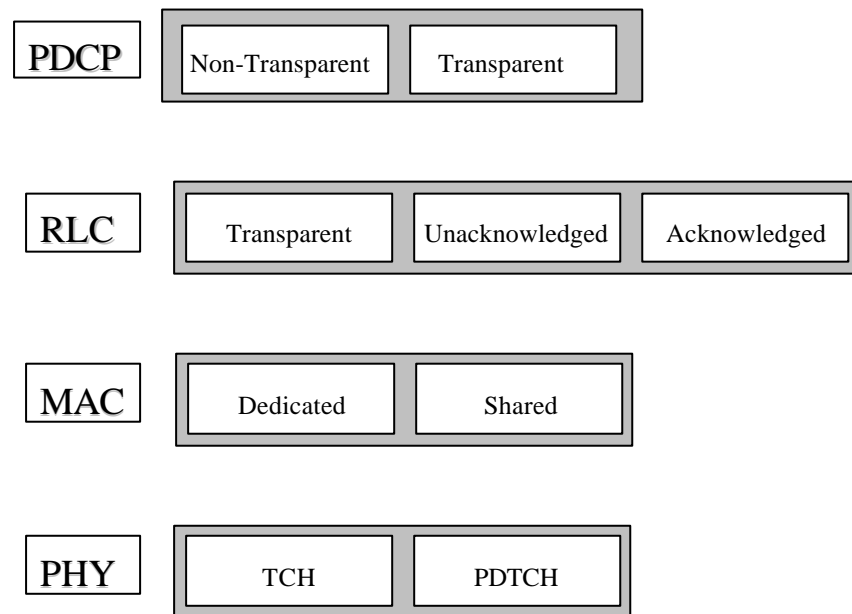 PDCP
Non-Transparent Transparent
RLC
Transparent Unacknowledged Acknowledged
MAC
Dedicated Shared
PHY
TCH PDTCH